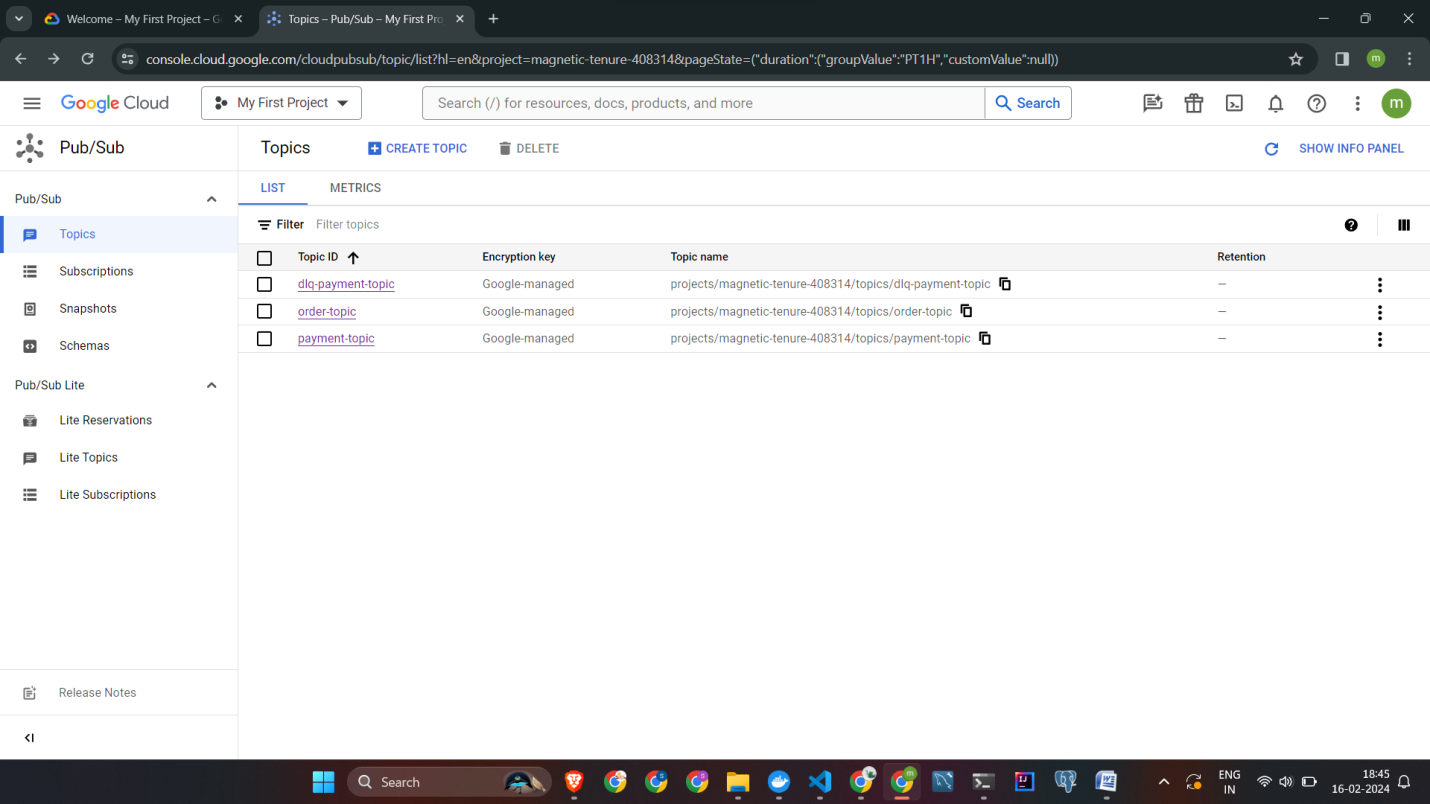 Welcome – My First Project – G
Topics – Pub/Sub – My First Pro
console.cloud.google.com/cloudpubsub/topic/list?hl=en&project=magnetic-tenure-408314&pageState=("duration":("groupValue":"PT1H","customValue":null))
m
Google Cloud
My First Project
Search (/) for resources, docs, products, and more
Search
m
Pub/Sub
Topics
CREATE TOPIC
DELETE
SHOW INFO PANEL
Pub/Sub
Topics
Subscriptions
Snapshots
Schemas
Pub/Sub Lite
Lite Reservations
Lite Topics
Lite Subscriptions
Release Notes
LIST METRICS
Filter Filter topics
Topic ID Encryption key Topic name Retention
dlq-payment-topic Google-managed projects/magnetic-tenure-408314/topics/dlq-payment-topic —
order-topic Google-managed projects/magnetic-tenure-408314/topics/order-topic —
payment-topic Google-managed projects/magnetic-tenure-408314/topics/payment-topic —
Search
ENG
IN
18:45
16-02-2024